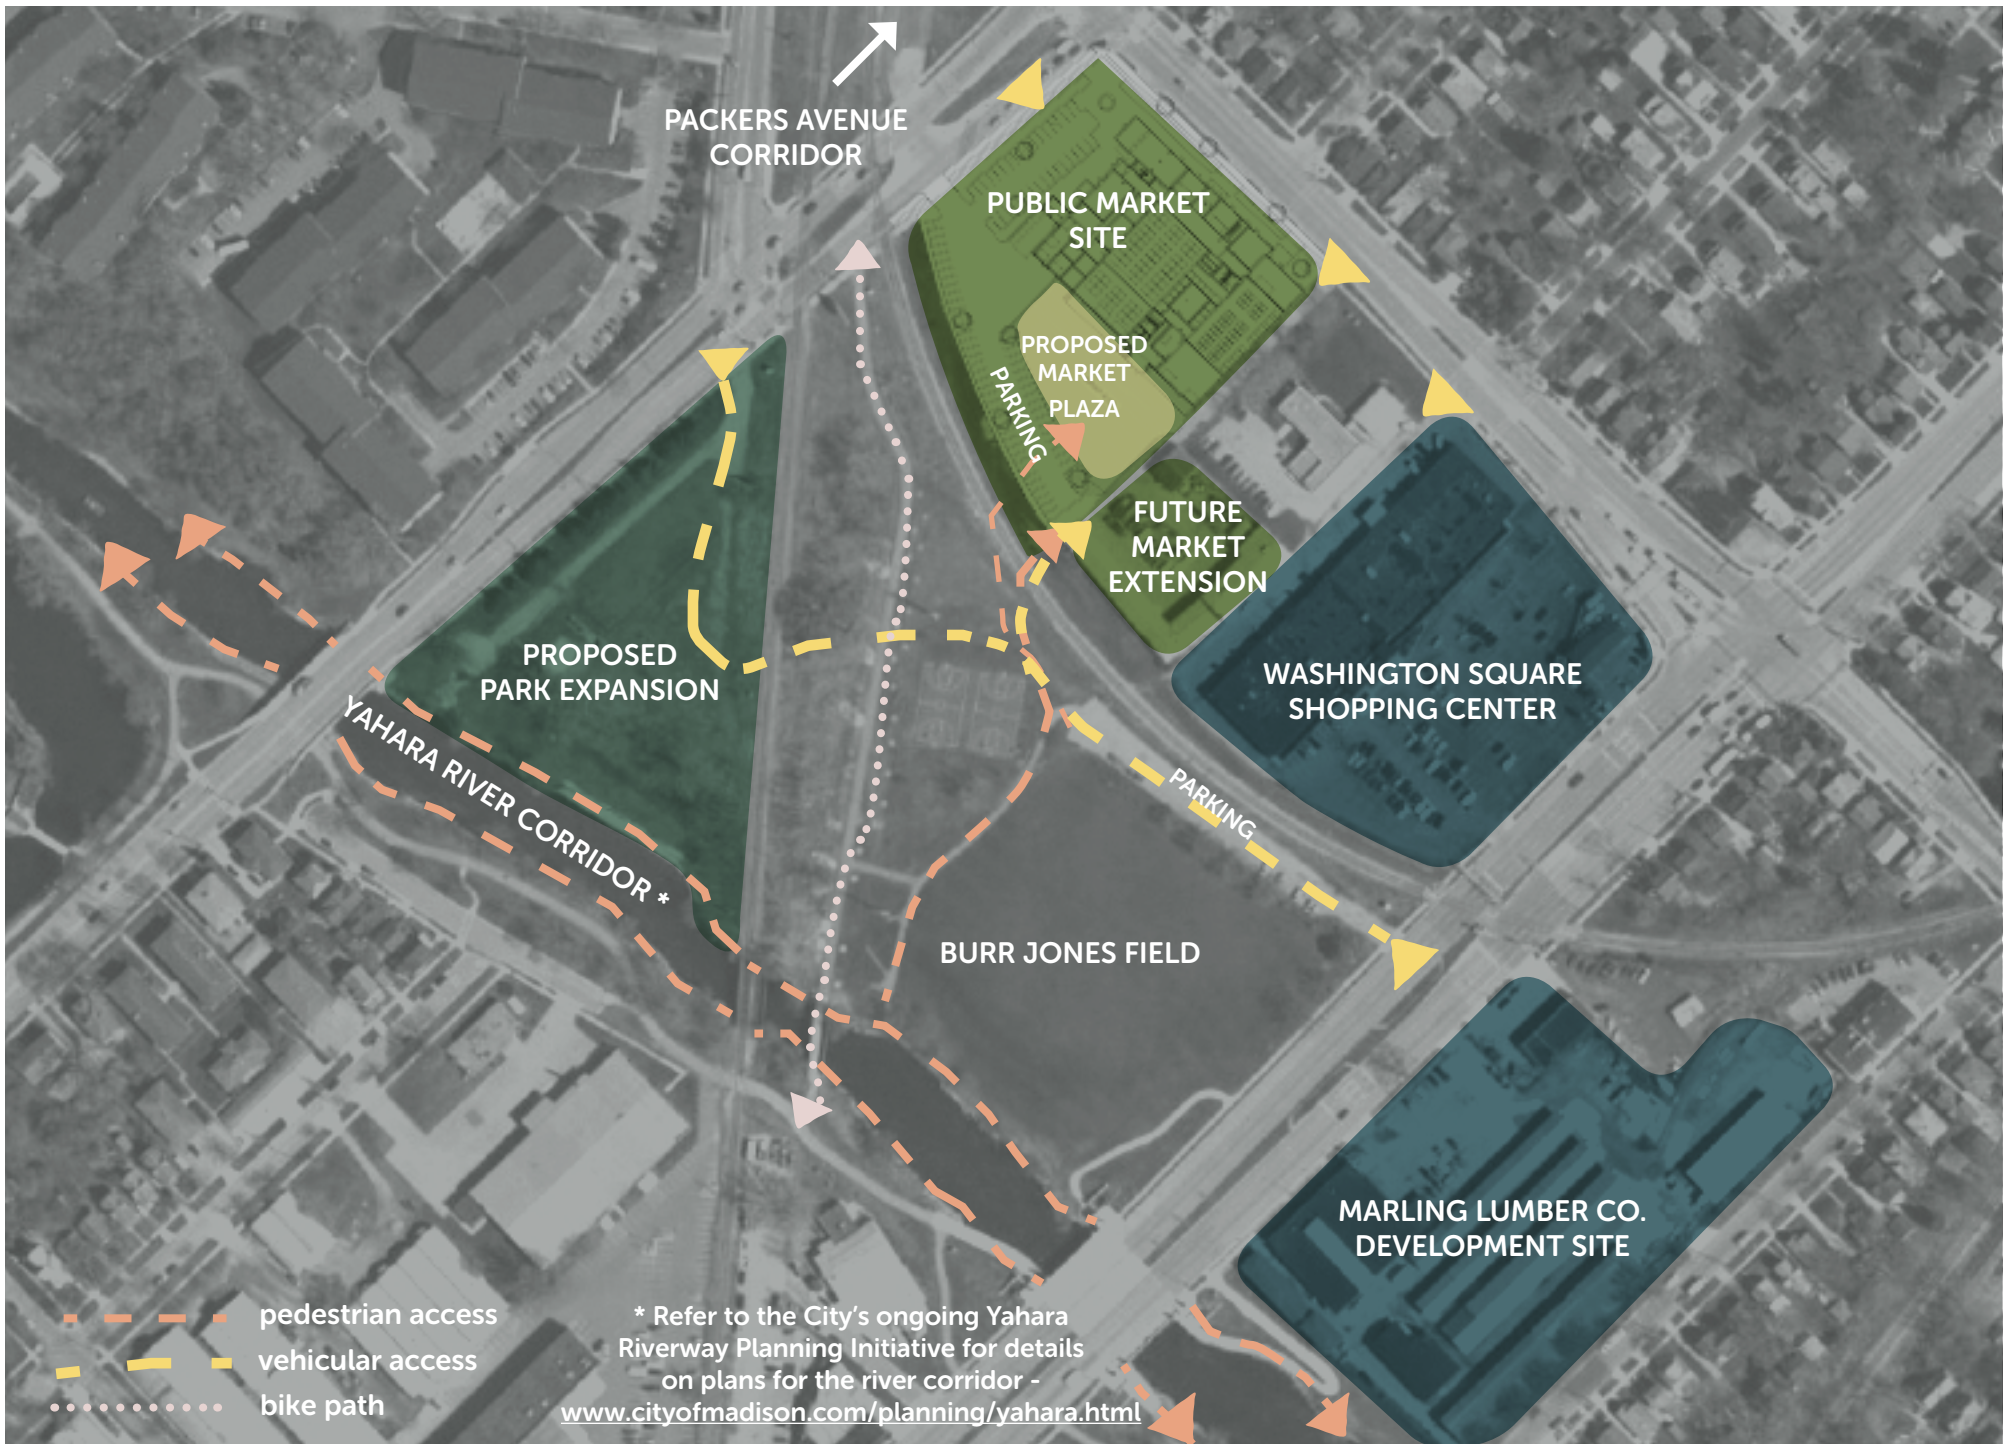 PACKERS AVENUE
CORRIDOR
PUBLIC MARKET
SITE
PROPOSED
MARKET
PLAZA
PARKING
FUTURE
MARKET
EXTENSION
PROPOSED
PARK EXPANSION
WASHINGTON SQUARE
SHOPPING CENTER
YAHARA RIVER CORRIDOR *
PARKING
BURR JONES FIELD
MARLING LUMBER CO.
DEVELOPMENT SITE
pedestrian access
vehicular access
bike path
* Refer to the City's ongoing Yahara
Riverway Planning Initiative for details
on plans for the river corridor -
www.cityofmadison.com/planning/yahara.html